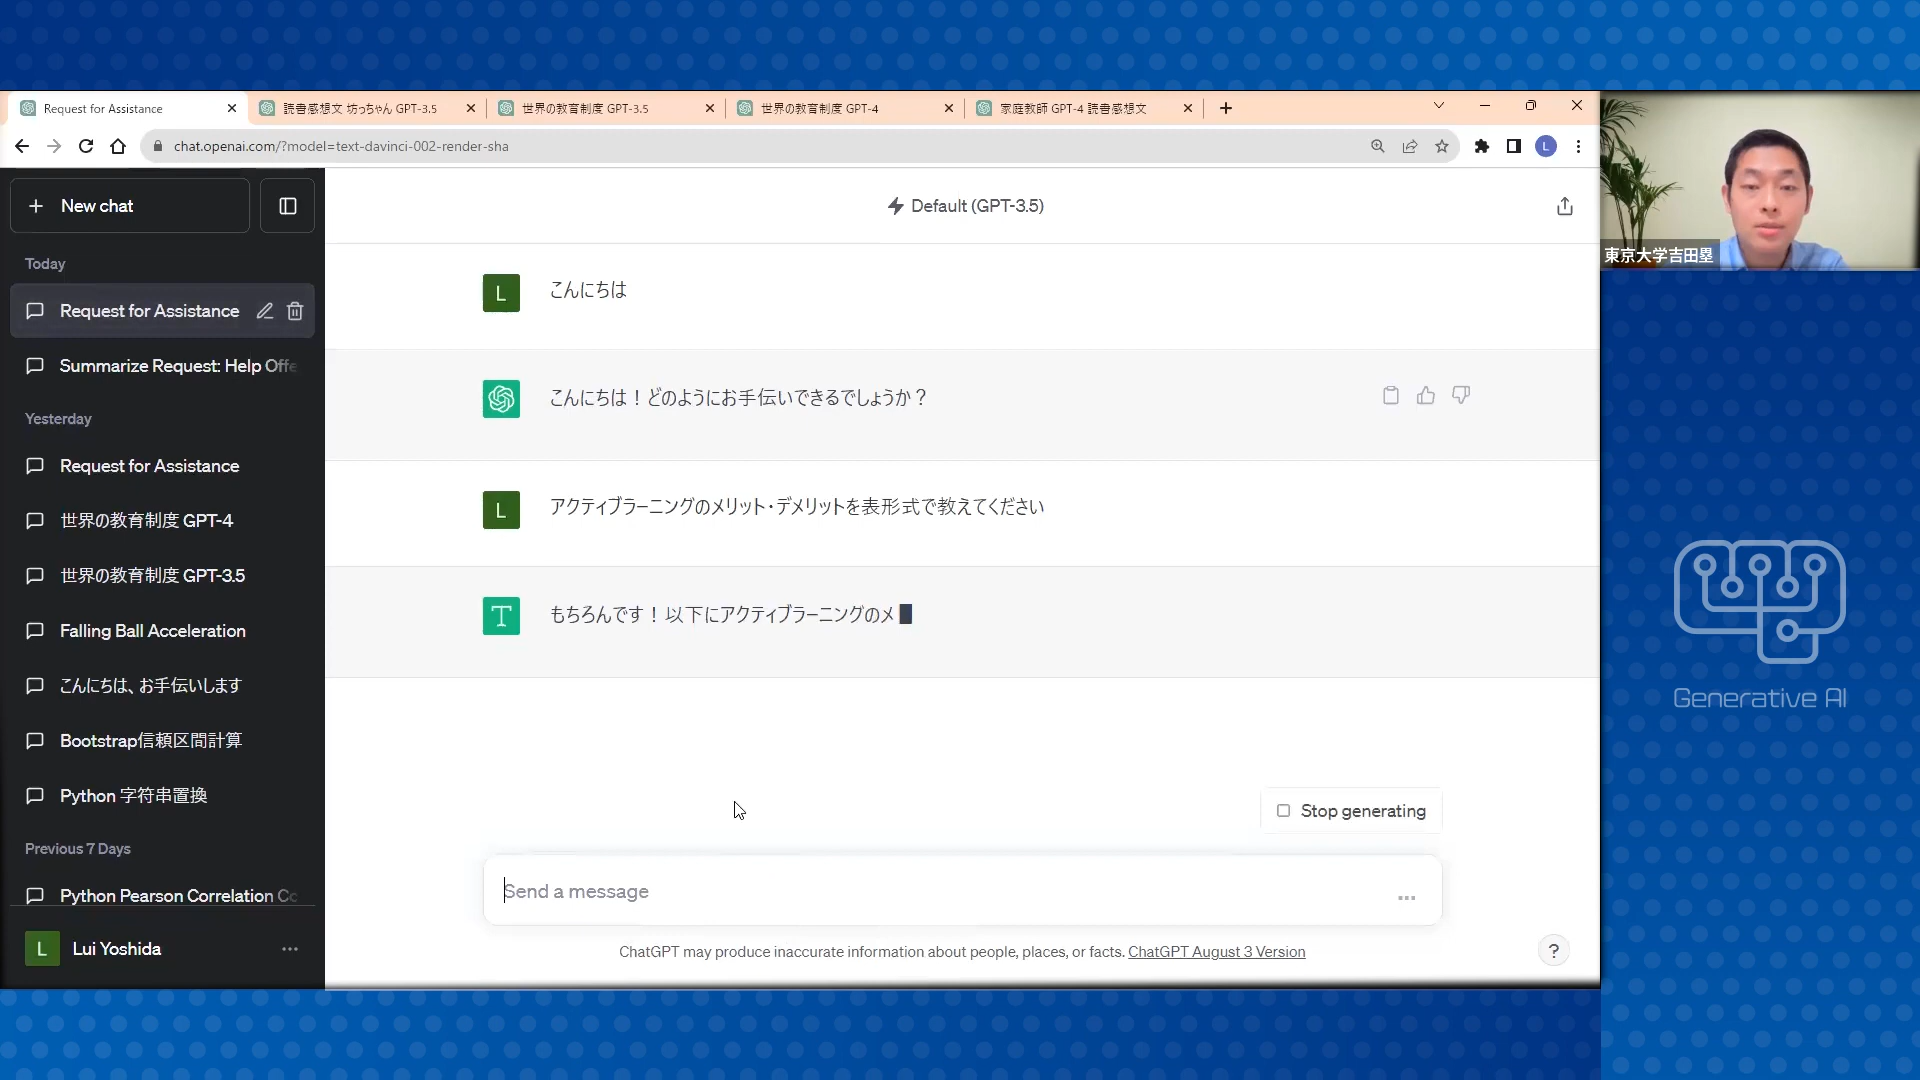 Request for Assistance
読書感想文 坊っちゃん GPT-3.5
世界の教育制度 GPT-3.5
世界の教育制度 GPT-4
家庭教師 GPT-4 読書感想文
chat.openai.com/?model=text-davinci-002-render-sha
L
New chat
Default (GPT-3.5)
東京大学吉田塁
Today
Request for Assistance
Summarize Request: Help Offe
Yesterday
Request for Assistance
世界の教育制度 GPT-4
世界の教育制度 GPT-3.5
Falling Ball Acceleration
こんにちは、お手伝いします
Bootstrap信頼区間計算
Python 字符串置換
Previous 7 Days
Python Pearson Correlation Co
L
Lui Yoshida
L
こんにちは
こんにちは！どのようにお手伝いできるでしょうか？
L
アクティブラーニングのメリット・デメリットを表形式で教えてください
T
もちろんです！以下にアクティブラーニングのメ
Stop generating
Send a message
ChatGPT may produce inaccurate information about people, places, or facts. ChatGPT August 3 Version
?
Generative AI